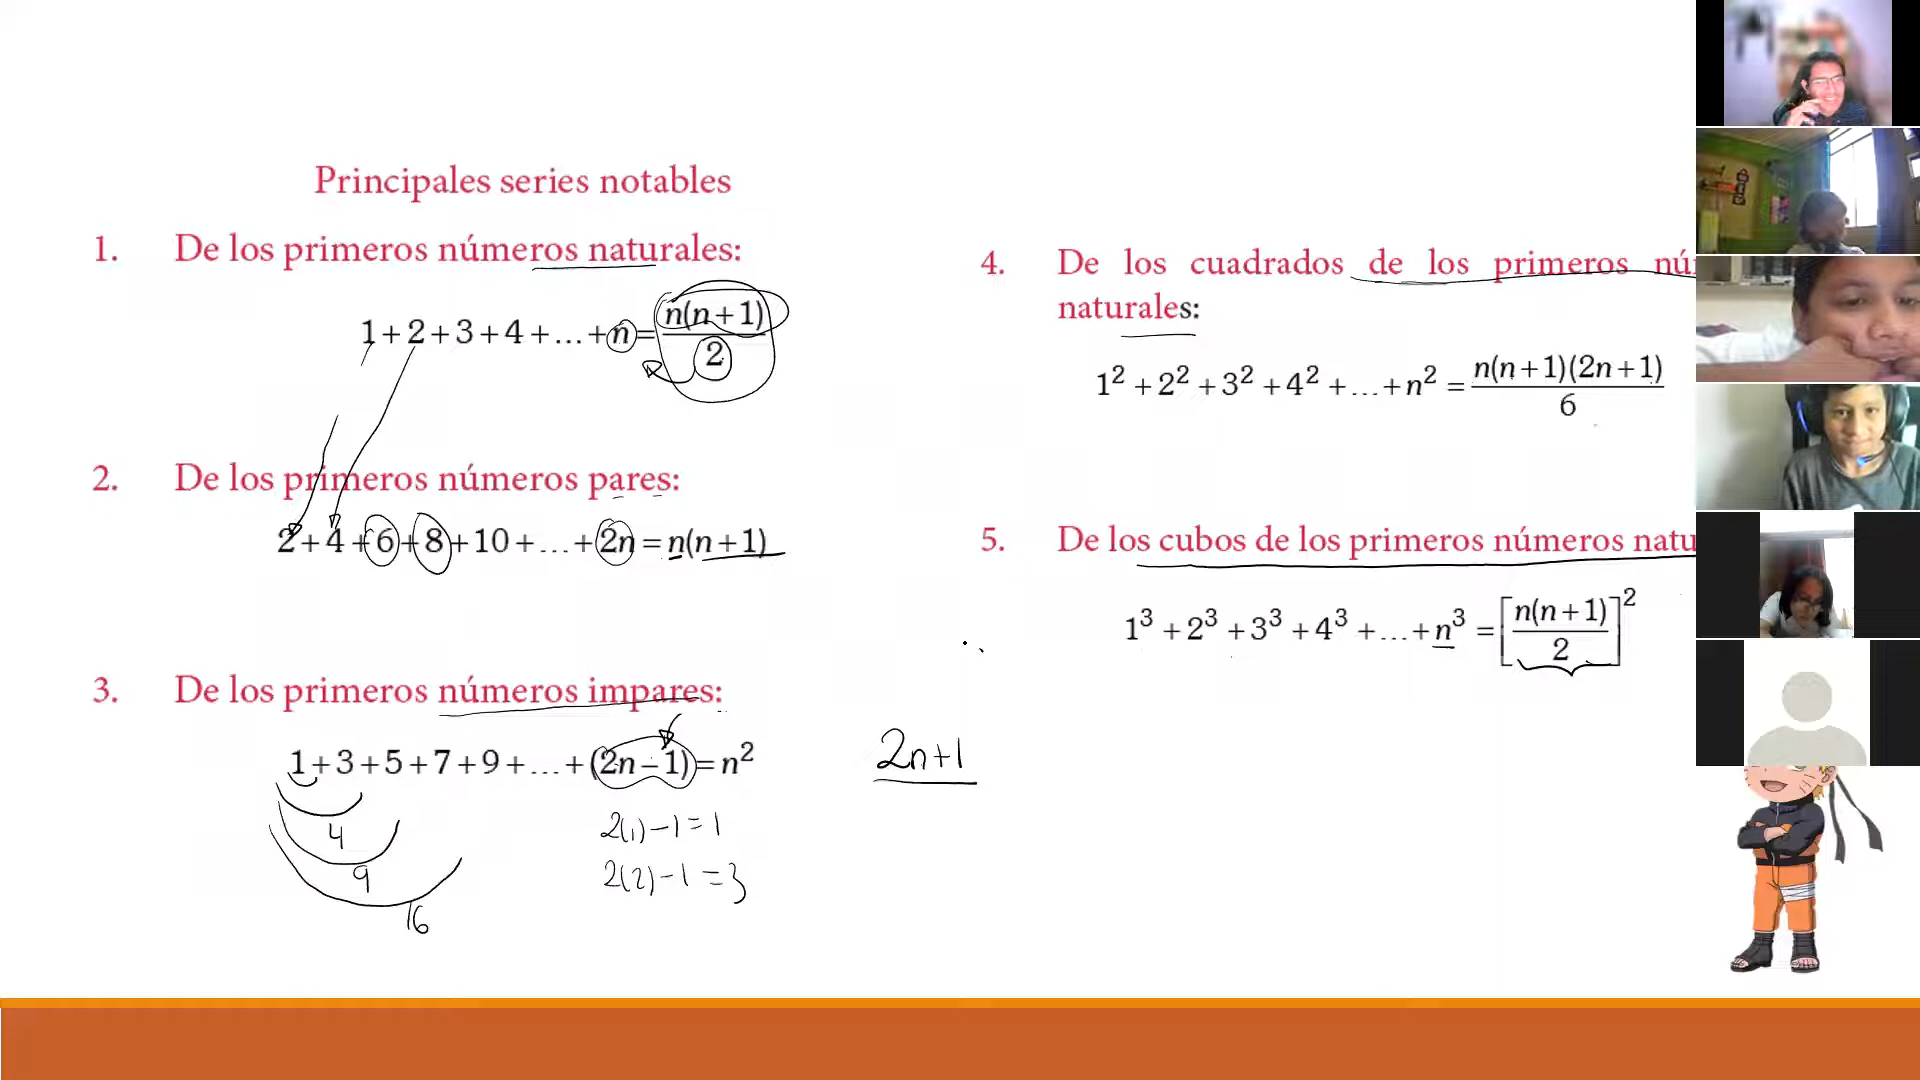 Principales series notables
1. De los primeros números naturales:
1+2+3+4+...+n=\frac{n(n+1)}{2}
2. De los primeros números pares:
2+4+6+8+10+...+2n=n(n+1)
3. De los primeros números impares:
1+3+5+7+9+...+(2n−1)=n²
4
9
16
2(1)−1=1
2(2)−1=3
2n+1
4. De los cuadrados de los primeros nú
naturales:
1²+2²+3²+4²+...+n²=\frac{n(n+1)(2n+1)}{6}
5. De los cubos de los primeros números natu
1³+2³+3³+4³+...+n³=[\frac{n(n+1)}{2}]²